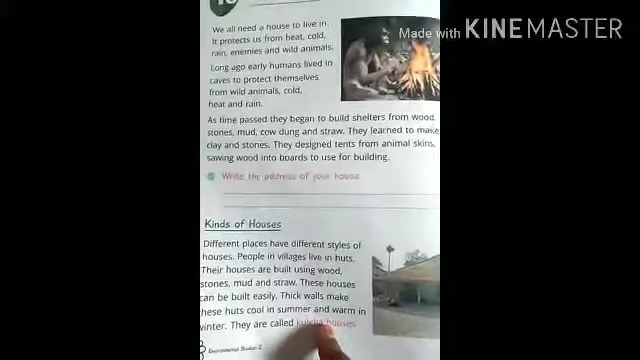 Made with KINEMASTER
We all need a house to live in.
It protects us from heat, cold,
rain, enemies and wild animals.
Long ago early humans lived in
caves to protect themselves
from wild animals, cold,
heat and rain.
As time passed they began to build shelters from wood,
stones, mud, cow dung and straw. They learned to make
clay and stones. They designed tents from animal skins,
sawing wood into boards to use for building.
Write the address of your house.
Kinds of Houses
Different places have different styles of
houses. People in villages live in huts.
Their houses are built using wood,
stones, mud and straw. These houses
can be built easily. Thick walls make
these huts cool in summer and warm in
winter. They are called kutcha houses.
Environmental Studies-2